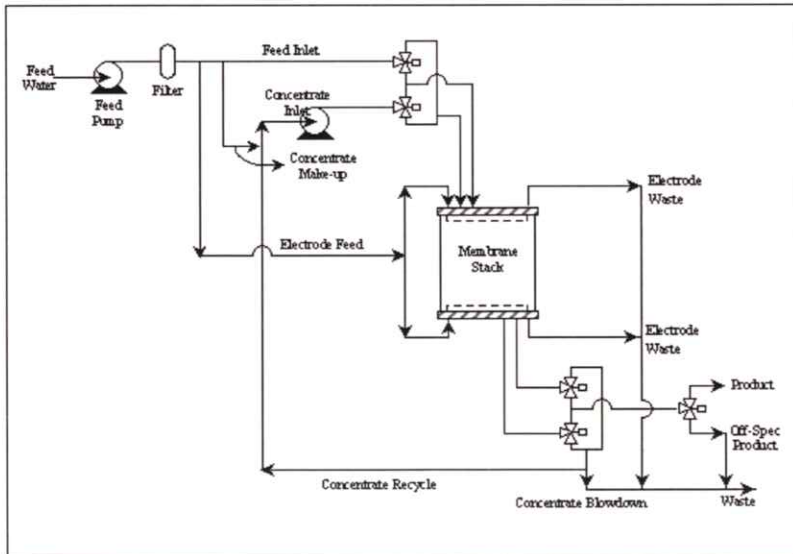 Feed
Water
Feed
Pump
Filter
Feed Inlet
Concentrate
Inlet
Concentrate
Make-up
Electrode Feed
Membrane
Stack
Electrode
Waste
Electrode
Waste
Product
Off-Spec
Product
Concentrate Recycle
Concentrate Blowdown
Waste